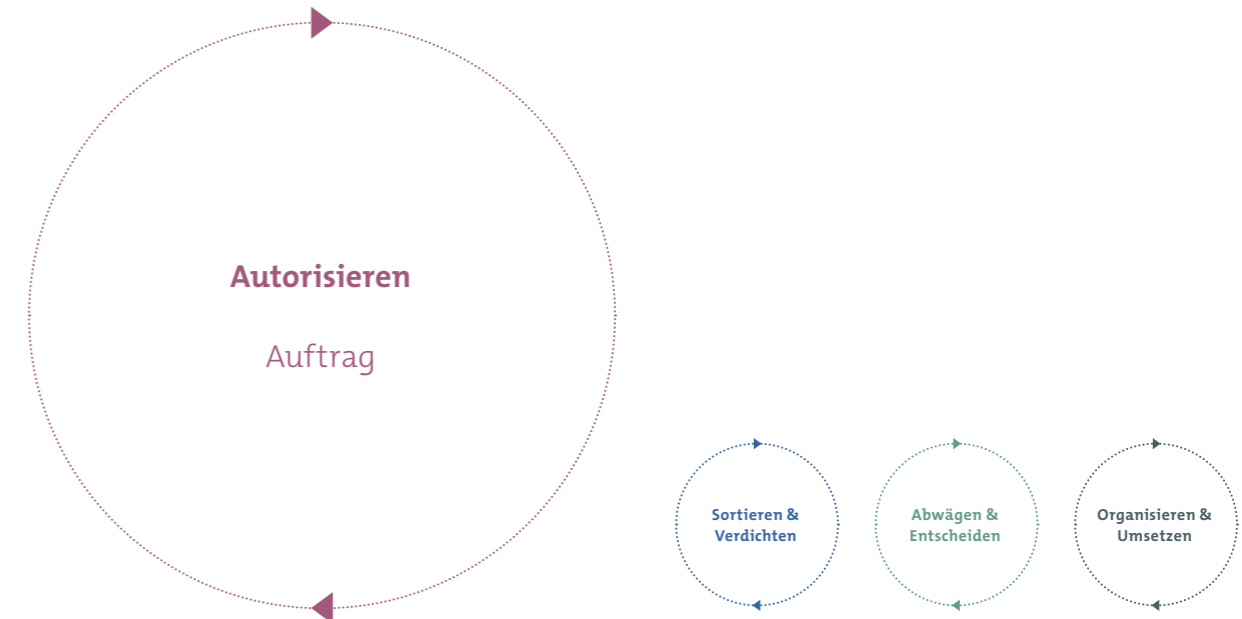 Autorisieren
Auftrag
Sortieren &
Verdichten
Abwägen &
Entscheiden
Organisieren &
Umsetzen